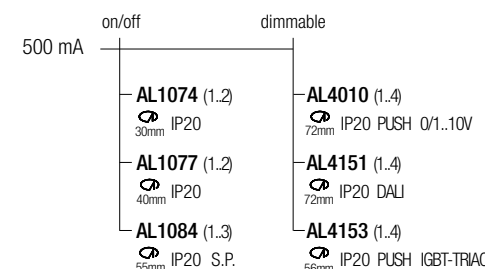 on/off dimmable
500 mA
AL1074 (1..2) AL4010 (1..4)
30mm IP20 72mm IP20 PUSH 0/1..10V
AL1077 (1..2) AL4151 (1..4)
40mm IP20 72mm IP20 DALI
AL1084 (1..3) AL4153 (1..4)
55mm IP20 S.P. 56mm IP20 PUSH IGBT-TRIAC